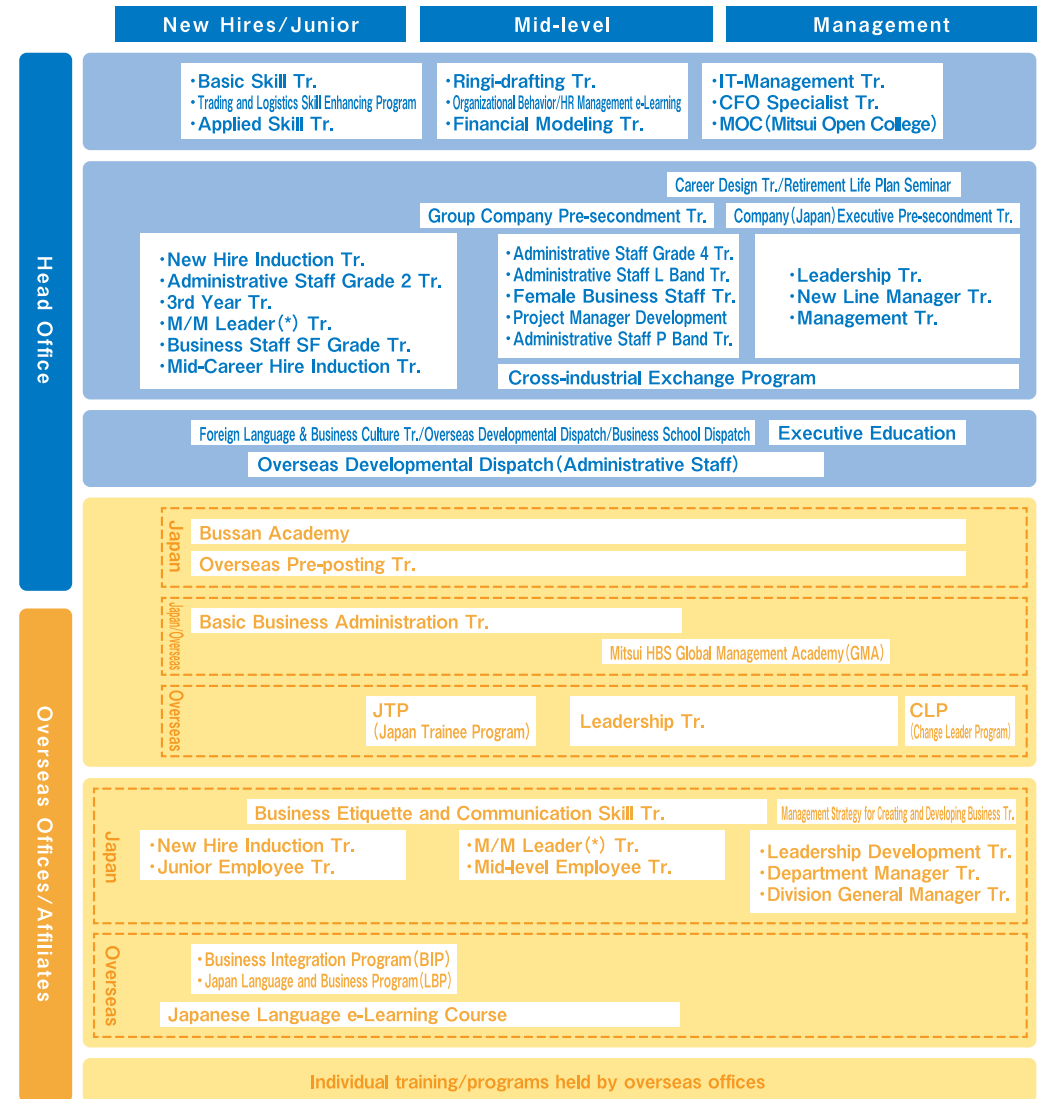 New Hires/Junior
Mid-level
Management
Head Office
・Basic Skill Tr.
・Trading and Logistics Skill Enhancing Program
・Applied Skill Tr.
・Ringi-drafting Tr.
・Organizational Behavior/HR Management e-Learning
・Financial Modeling Tr.
・IT-Management Tr.
・CFO Specialist Tr.
・MOC(Mitsui Open College)
Career Design Tr./Retirement Life Plan Seminar
Group Company Pre-secondment Tr.
Company(Japan)Executive Pre-secondment Tr.
・New Hire Induction Tr.
・Administrative Staff Grade 2 Tr.
・3rd Year Tr.
・M/M Leader(*) Tr.
・Business Staff SF Grade Tr.
・Mid-Career Hire Induction Tr.
・Administrative Staff Grade 4 Tr.
・Administrative Staff L Band Tr.
・Female Business Staff Tr.
・Project Manager Development
・Administrative Staff P Band Tr.
・Leadership Tr.
・New Line Manager Tr.
・Management Tr.
Cross-industrial Exchange Program
Foreign Language & Business Culture Tr./Overseas Developmental Dispatch/Business School Dispatch
Executive Education
Overseas Developmental Dispatch(Administrative Staff)
Japan
Bussan Academy
Overseas Pre-posting Tr.
Japan/Overseas
Basic Business Administration Tr.
Mitsui HBS Global Management Academy(GMA)
Overseas
JTP
(Japan Trainee Program)
Leadership Tr.
CLP
(Change Leader Program)
Overseas Offices/Affiliates
Japan
Business Etiquette and Communication Skill Tr.
Management Strategy for Creating and Developing Business Tr.
・New Hire Induction Tr.
・Junior Employee Tr.
・M/M Leader(*) Tr.
・Mid-level Employee Tr.
・Leadership Development Tr.
・Department Manager Tr.
・Division General Manager Tr.
Overseas
・Business Integration Program(BIP)
・Japan Language and Business Program(LBP)
Japanese Language e-Learning Course
Individual training/programs held by overseas offices